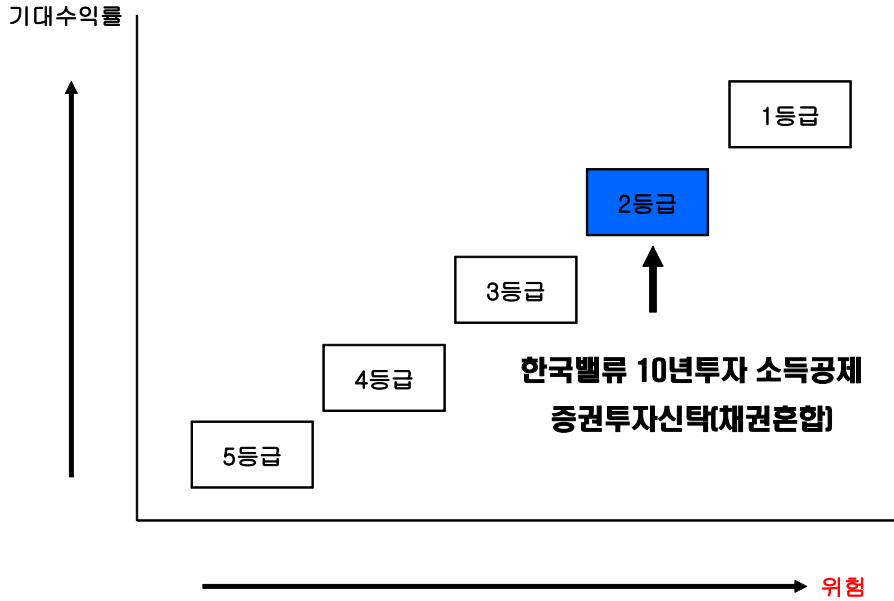 기대수익률
1등급
2등급
3등급
4등급
한국밸류 10년투자 소득공제
증권투자신탁(채권혼합)
5등급
위험